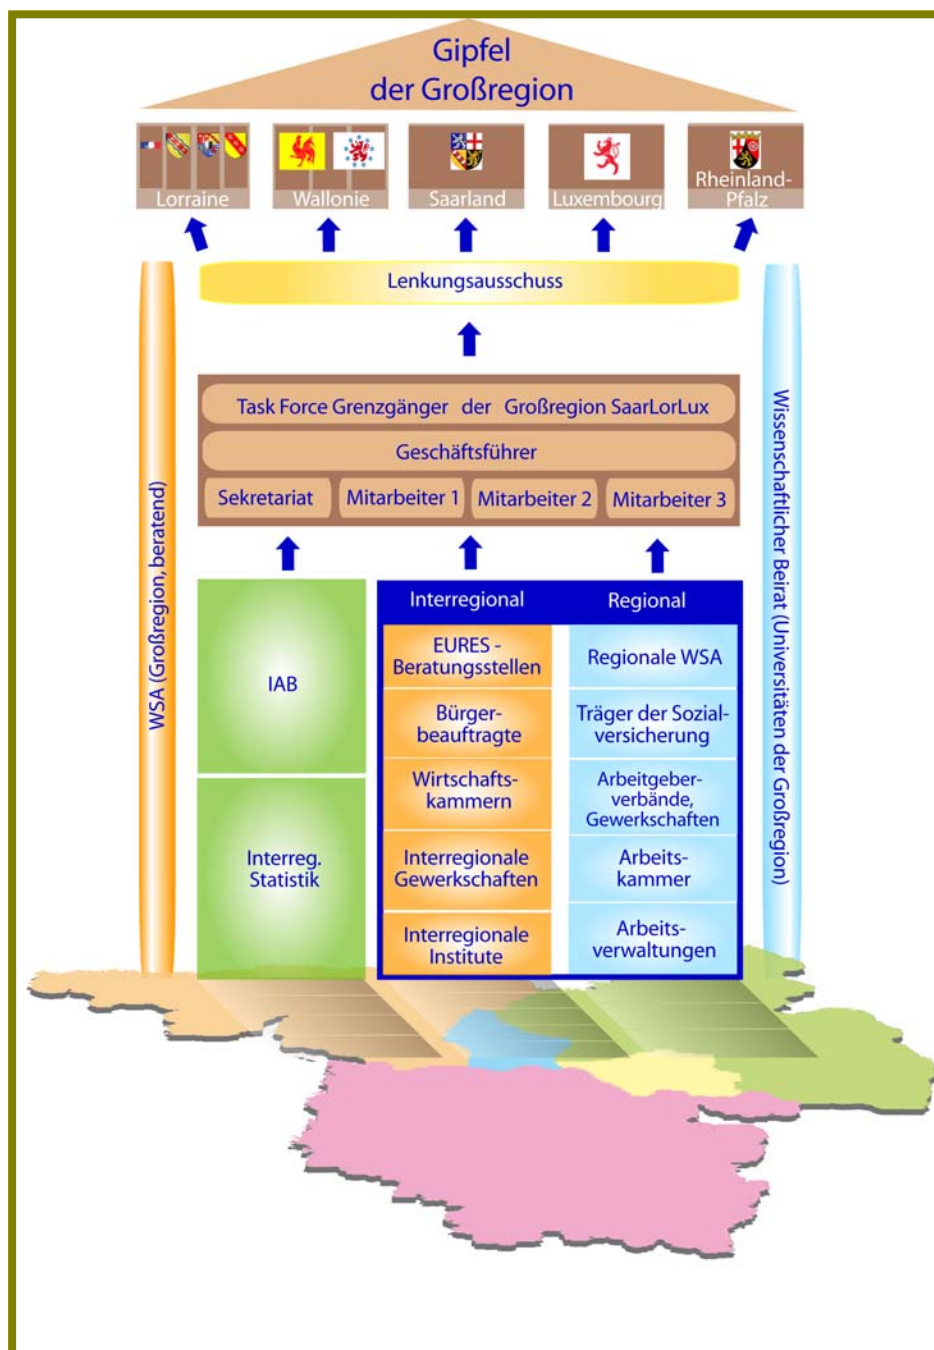 Gipfel
der Großregion
Lorraine
Wallonie
Saarland
Luxembourg
Rheinland-
Pfalz
Lenkungsausschuss
WSA (Großregion, beratend)
Task Force Grenzgänger der Großregion SaarLorLux
Geschäftsführer
Sekretariat
Mitarbeiter 1
Mitarbeiter 2
Mitarbeiter 3
IAB
Interreg.
Statistik
Interregional
EURES -
Beratungsstellen
Bürger-
beauftragte
Wirtschafts-
kammern
Interregionale
Gewerkschaften
Interregionale
Institute
Regional
Regionale WSA
Träger der Sozial-
versicherung
Arbeitgeber-
verbände,
Gewerkschaften
Arbeits-
kammer
Arbeits-
verwaltungen
Wissenschaftlicher Beirat (Universitäten der Großregion)